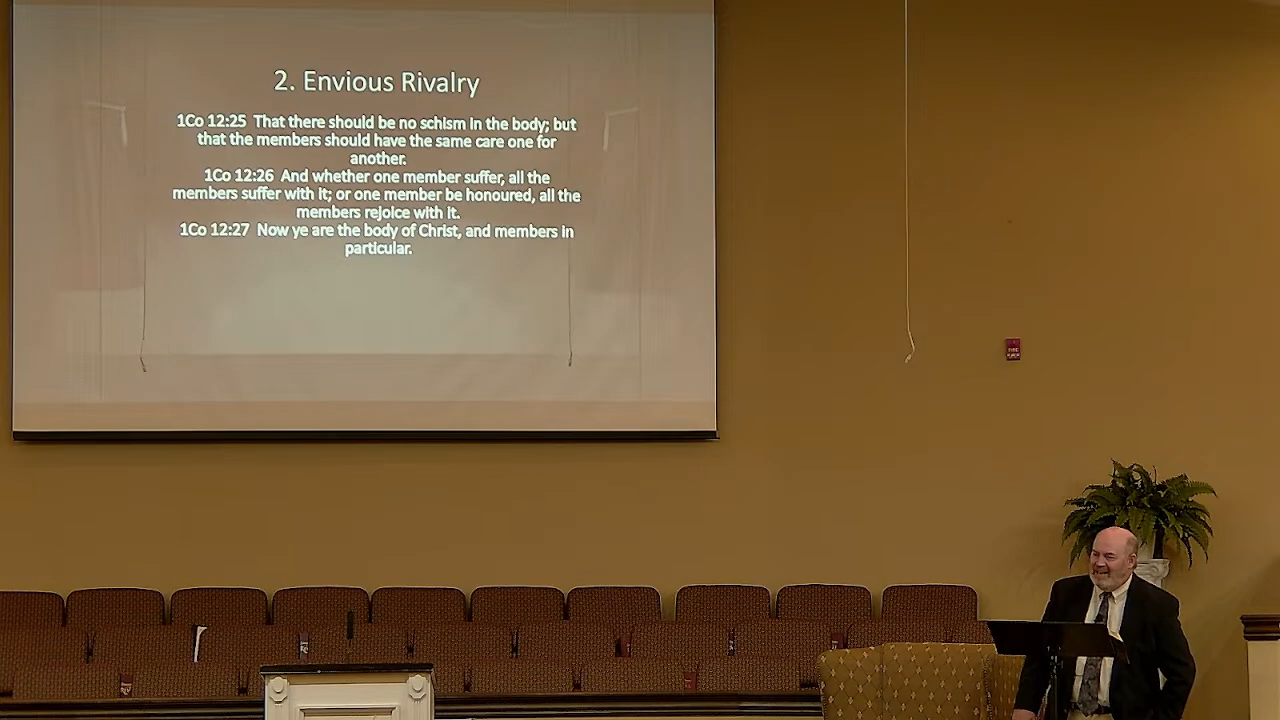 2. Envious Rivalry
1Co 12:25 That there should be no schism in the body; but
that the members should have the same care one for
another.
1Co 12:26 And whether one member suffer, all the
members suffer with it; or one member be honoured, all the
members rejoice with it.
1Co 12:27 Now ye are the body of Christ, and members in
particular.
FIRE